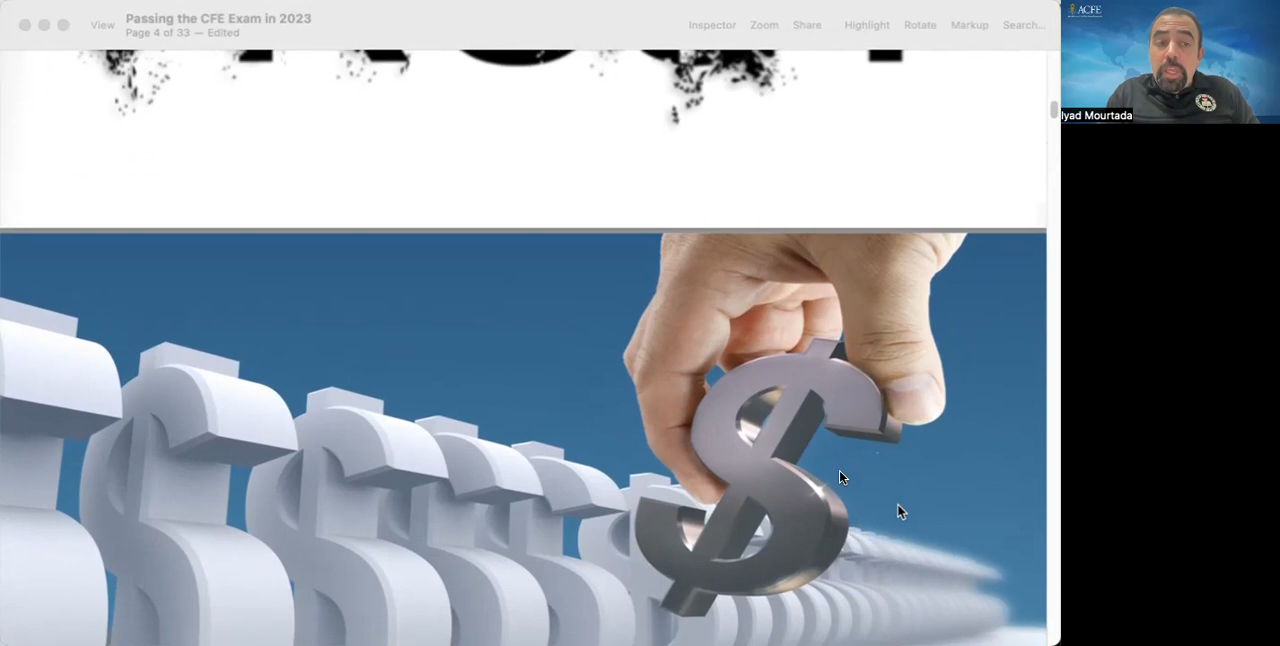 View
Passing the CFE Exam in 2023
Page 4 of 33 — Edited
Inspector Zoom Share Highlight Rotate Markup Search...
ACFE
Iyad Mourtada